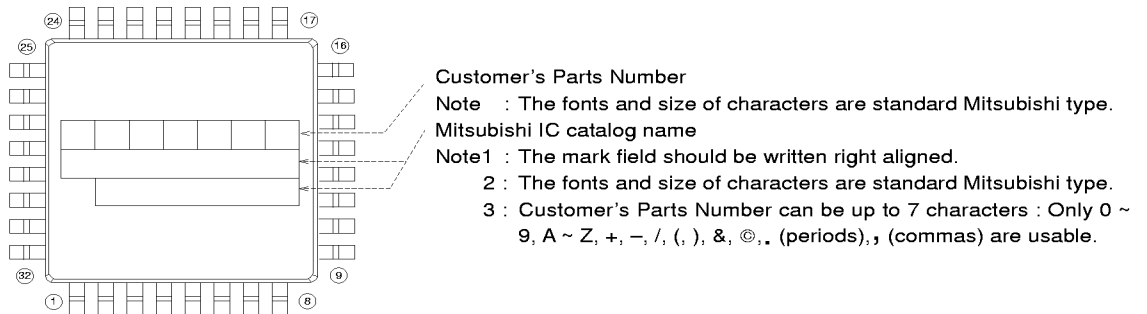 24
17
25
16
Customer's Parts Number
Note : The fonts and size of characters are standard Mitsubishi type.
Mitsubishi IC catalog name
Note1 : The mark field should be written right aligned.
2 : The fonts and size of characters are standard Mitsubishi type.
3 : Customer's Parts Number can be up to 7 characters : Only 0 ~
9, A ~ Z, +, –, /, (, ), &, ©, . (periods), , (commas) are usable.
32
9
1
8